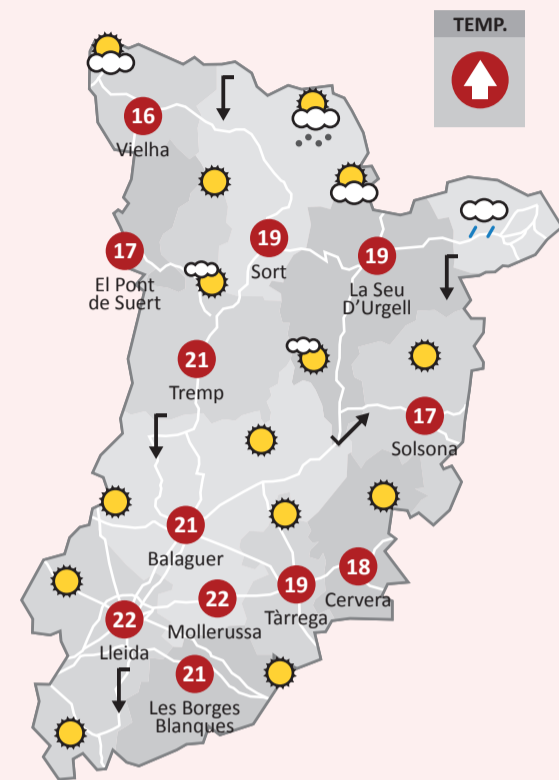 TEMP.
16
Vielha
17
El Pont
de Suert
19
Sort
19
La Seu
D'Urgell
21
Tremp
17
Solsona
21
Balaguer
18
Cervera
19
Tàrrega
22
Mollerussa
22
Lleida
21
Les Borges
Blanques